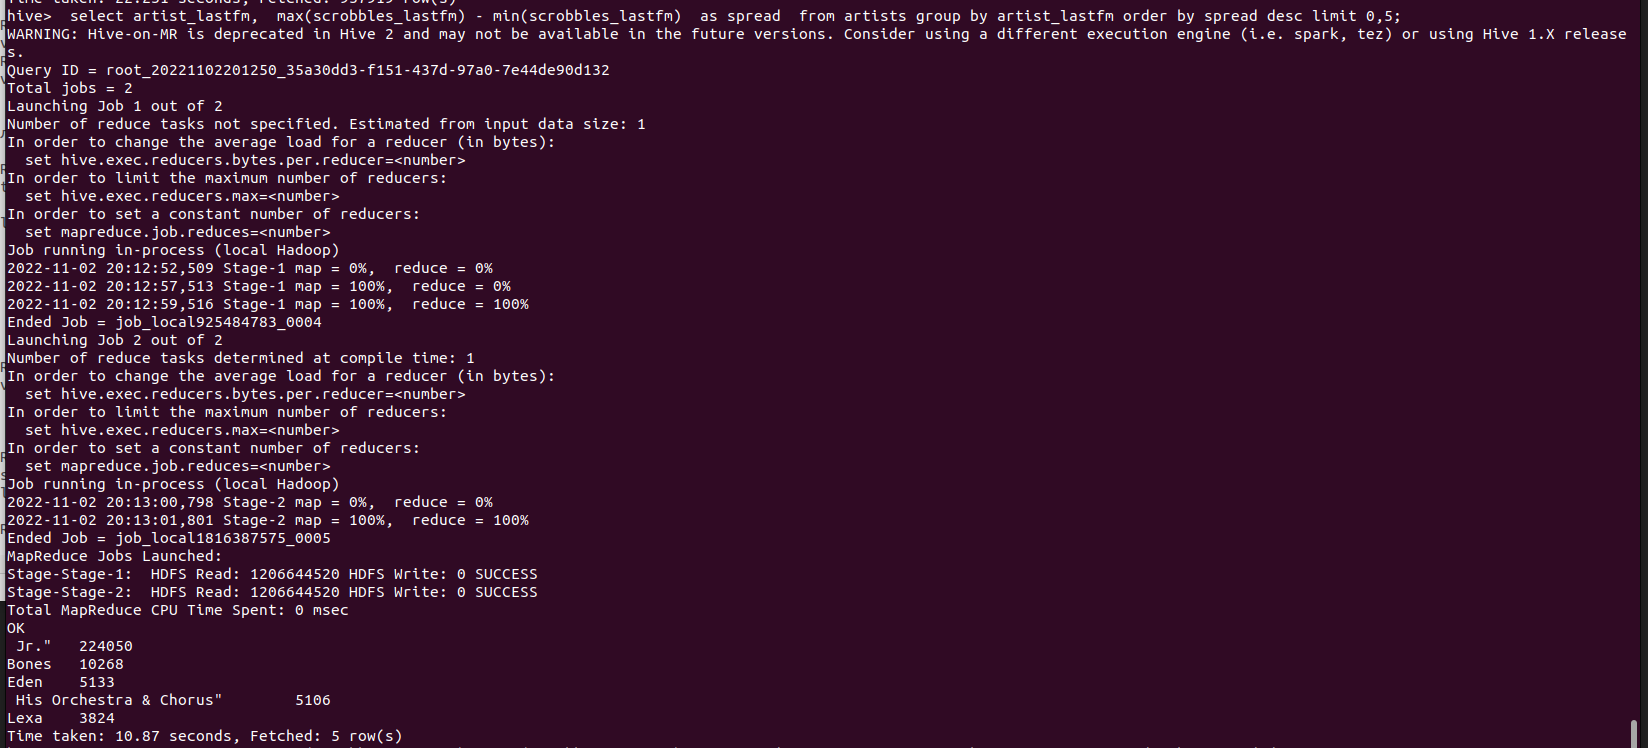 hive>  select artist_lastfm,  max(scrobbles_lastfm) - min(scrobbles_lastfm)  as spread  from artists group by artist_lastfm order by spread desc limit 0,5;
WARNING: Hive-on-MR is deprecated in Hive 2 and may not be available in the future versions. Consider using a different execution engine (i.e. spark, tez) or using Hive 1.X release
s.
Query ID = root_20221102201250_35a30dd3-f151-437d-97a0-7e44de90d132
Total jobs = 2
Launching Job 1 out of 2
Number of reduce tasks not specified. Estimated from input data size: 1
In order to change the average load for a reducer (in bytes):
  set hive.exec.reducers.bytes.per.reducer=<number>
In order to limit the maximum number of reducers:
  set hive.exec.reducers.max=<number>
In order to set a constant number of reducers:
  set mapreduce.job.reduces=<number>
Job running in-process (local Hadoop)
2022-11-02 20:12:52,509 Stage-1 map = 0%,  reduce = 0%
2022-11-02 20:12:57,513 Stage-1 map = 100%,  reduce = 0%
2022-11-02 20:12:59,516 Stage-1 map = 100%,  reduce = 100%
Ended Job = job_local925484783_0004
Launching Job 2 out of 2
Number of reduce tasks determined at compile time: 1
In order to change the average load for a reducer (in bytes):
  set hive.exec.reducers.bytes.per.reducer=<number>
In order to limit the maximum number of reducers:
  set hive.exec.reducers.max=<number>
In order to set a constant number of reducers:
  set mapreduce.job.reduces=<number>
Job running in-process (local Hadoop)
2022-11-02 20:13:00,798 Stage-2 map = 0%,  reduce = 0%
2022-11-02 20:13:01,801 Stage-2 map = 100%,  reduce = 100%
Ended Job = job_local1816387575_0005
MapReduce Jobs Launched:
Stage-Stage-1:  HDFS Read: 1206644520 HDFS Write: 0 SUCCESS
Stage-Stage-2:  HDFS Read: 1206644520 HDFS Write: 0 SUCCESS
Total MapReduce CPU Time Spent: 0 msec
OK
 Jr."   224050
Bones   10268
Eden    5133
 His Orchestra & Chorus"        5106
Lexa    3824
Time taken: 10.87 seconds, Fetched: 5 row(s)